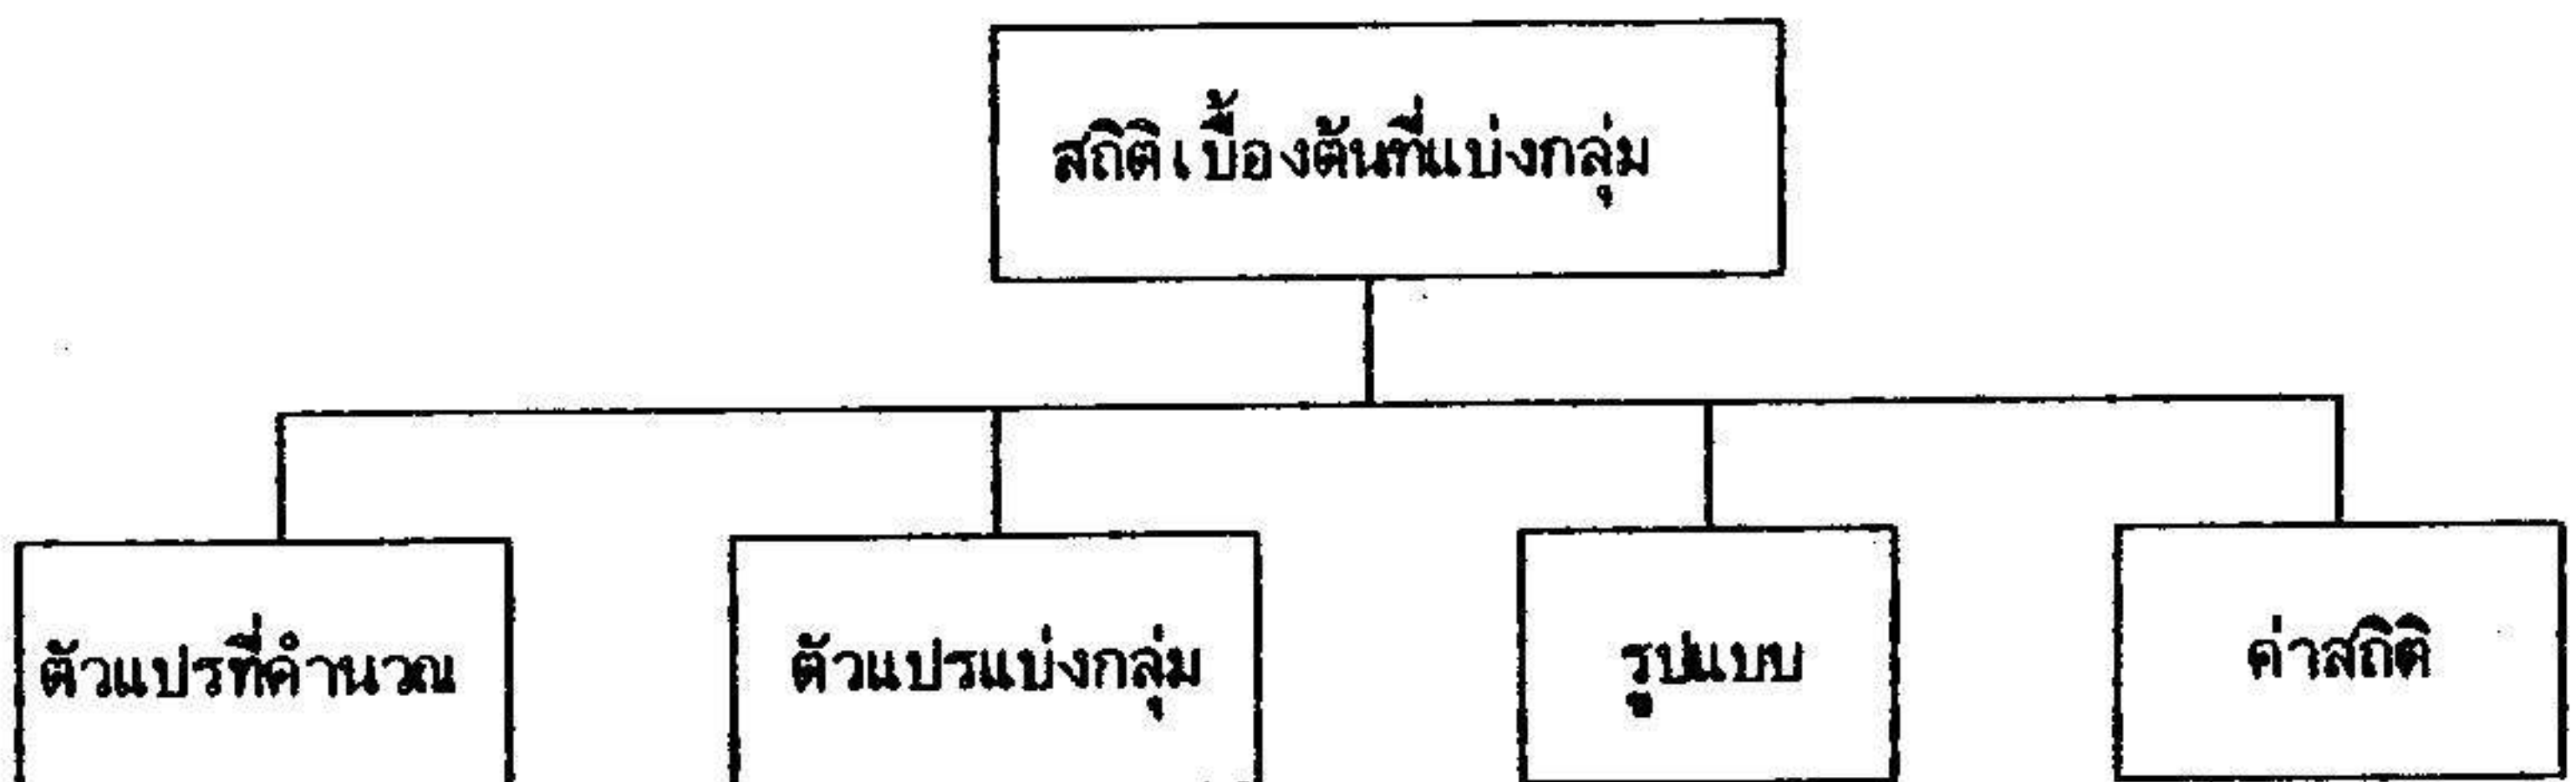 สถิติเบื้องต้นที่แบ่งกลุ่ม
ตัวแปรที่คำนวณ
ตัวแปรแบ่งกลุ่ม
รูปแบบ
ค่าสถิติ